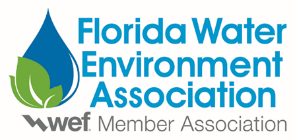 Florida Water
Environment
Association
wef® Member Association